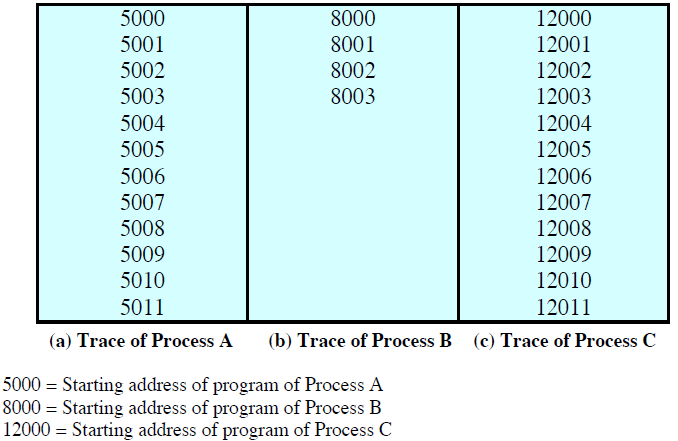 5000 8000 12000
5001 8001 12001
5002 8002 12002
5003 8003 12003
5004 12004
5005 12005
5006 12006
5007 12007
5008 12008
5009 12009
5010 12010
5011 12011
(a) Trace of Process A (b) Trace of Process B (c) Trace of Process C
5000 = Starting address of program of Process A
8000 = Starting address of program of Process B
12000 = Starting address of program of Process C